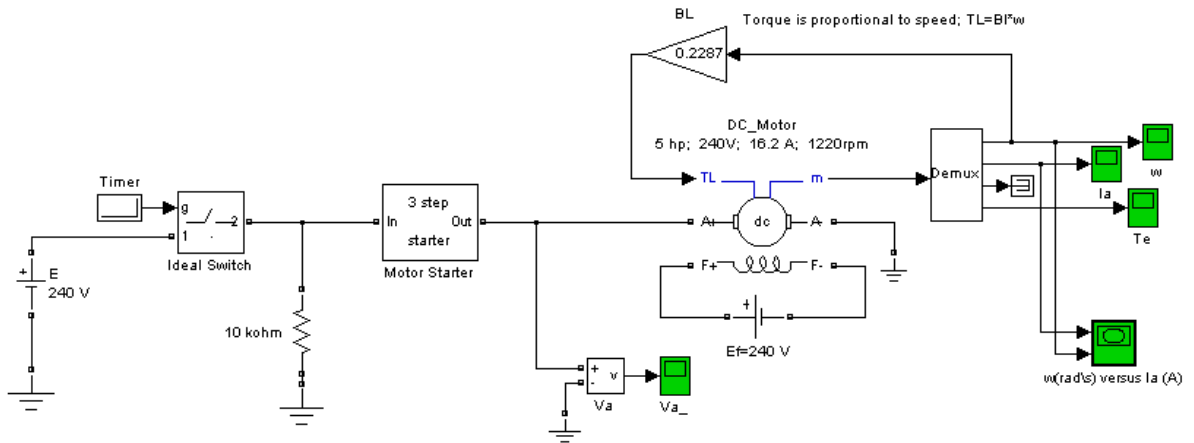 BL
Torque is proportional to speed; TL=Bl*w
0.2287
DC_Motor
5 hp; 240V; 16.2 A; 1220rpm
Timer
g
1
2
Ideal Switch
3 step
In
Out
starter
Motor Starter
TL
m
A+
dc
A-
Demux
w
Ia
Te
+
E
240 V
10 kohm
F+
F-
+
Ef=240 V
+
-
v
Va
Va_
w(rad\s) versus Ia (A)